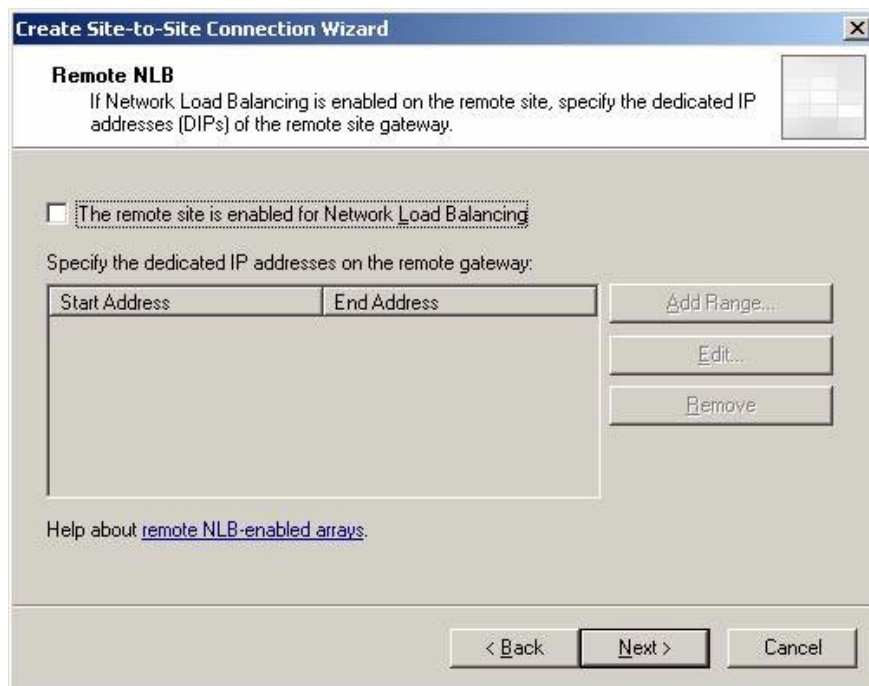 Create Site-to-Site Connection Wizard
Remote NLB
If Network Load Balancing is enabled on the remote site, specify the dedicated IP
addresses (DIPs) of the remote site gateway.
The remote site is enabled for Network Load Balancing
Specify the dedicated IP addresses on the remote gateway:
Start Address End Address
Add Range...
Edit...
Remove
Help about remote NLB-enabled arrays.
< Back Next > Cancel